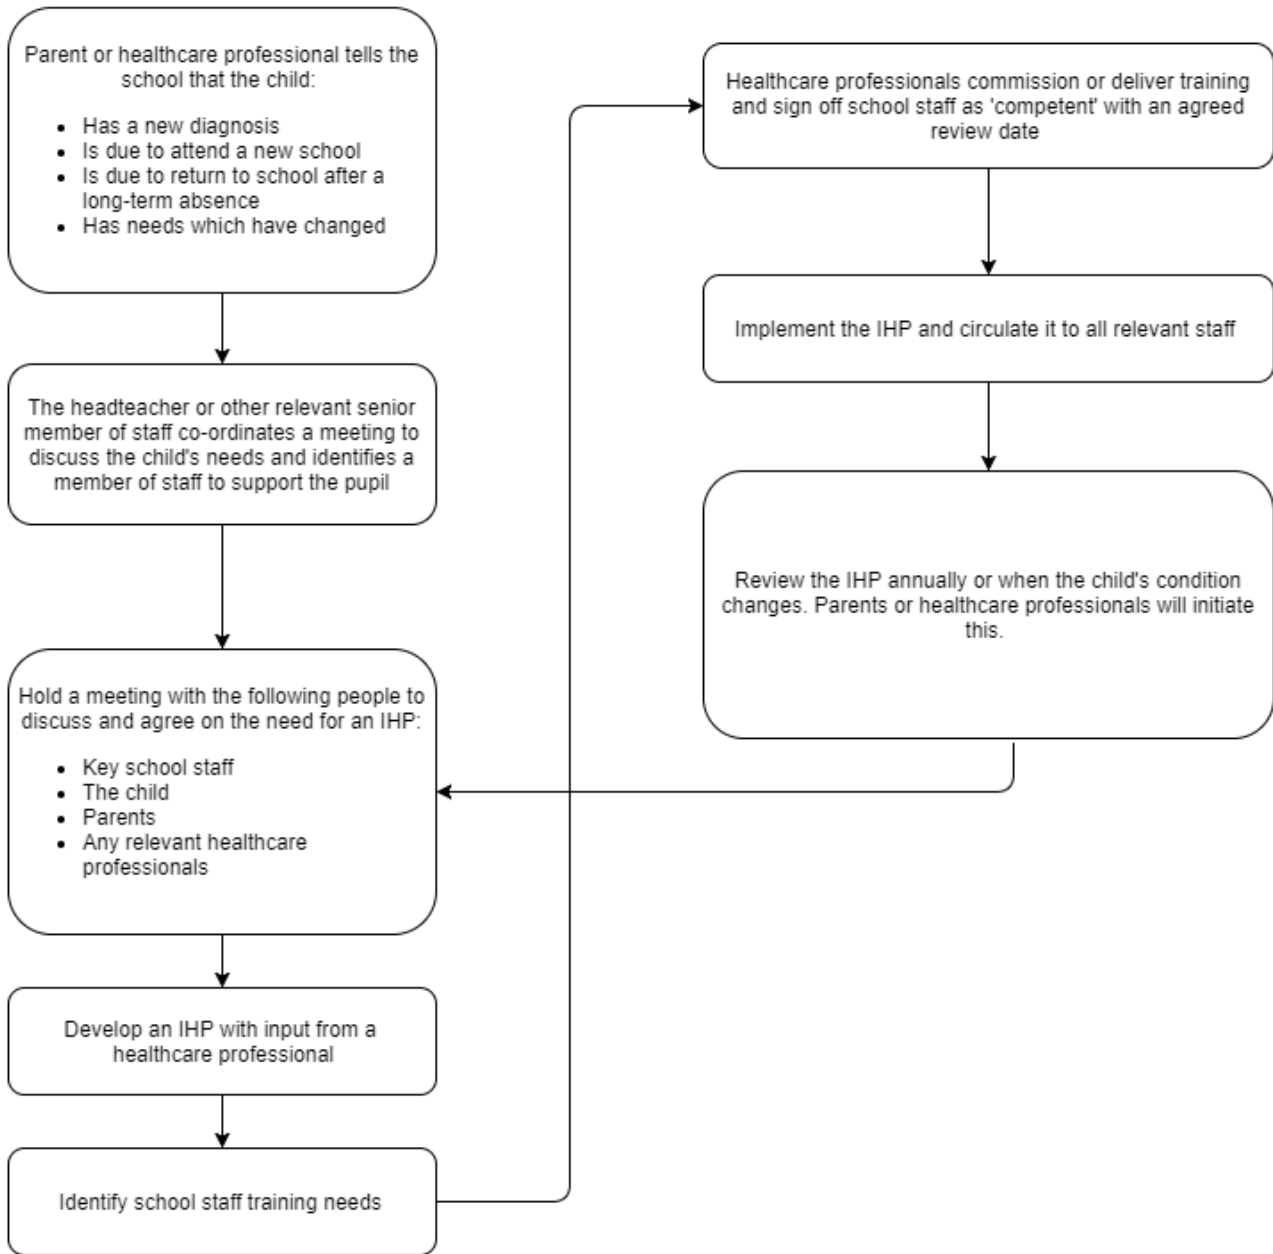 Parent or healthcare professional tells the
school that the child:
• Has a new diagnosis
• Is due to attend a new school
• Is due to return to school after a
long-term absence
• Has needs which have changed
The headteacher or other relevant senior
member of staff co-ordinates a meeting to
discuss the child's needs and identifies a
member of staff to support the pupil
Hold a meeting with the following people to
discuss and agree on the need for an IHP:
• Key school staff
• The child
• Parents
• Any relevant healthcare
professionals
Develop an IHP with input from a
healthcare professional
Identify school staff training needs
Healthcare professionals commission or deliver training
and sign off school staff as 'competent' with an agreed
review date
Implement the IHP and circulate it to all relevant staff
Review the IHP annually or when the child's condition
changes. Parents or healthcare professionals will initiate
this.